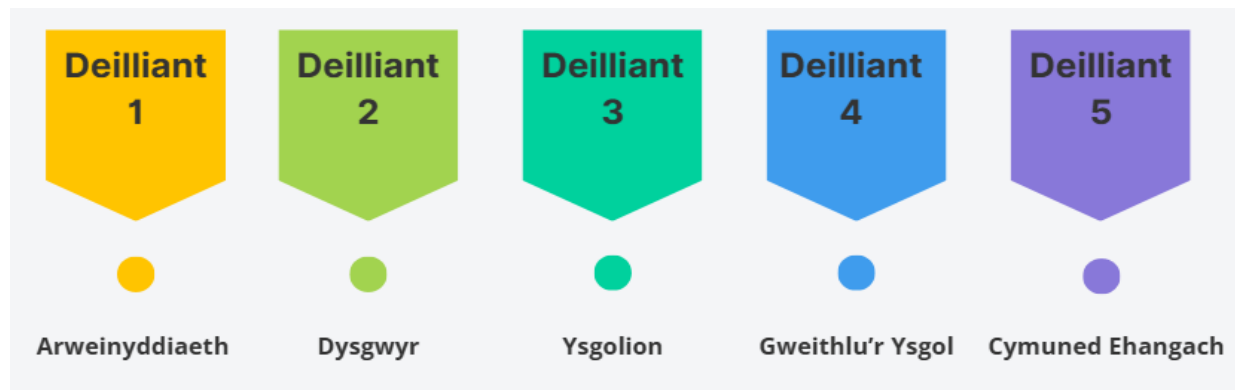 Deilliant
1
Deilliant
2
Deilliant
3
Deilliant
4
Deilliant
5
Arweinyddiaeth
Dysgwyr
Ysgolion
Gweithlu’r Ysgol
Cymuned Ehangach